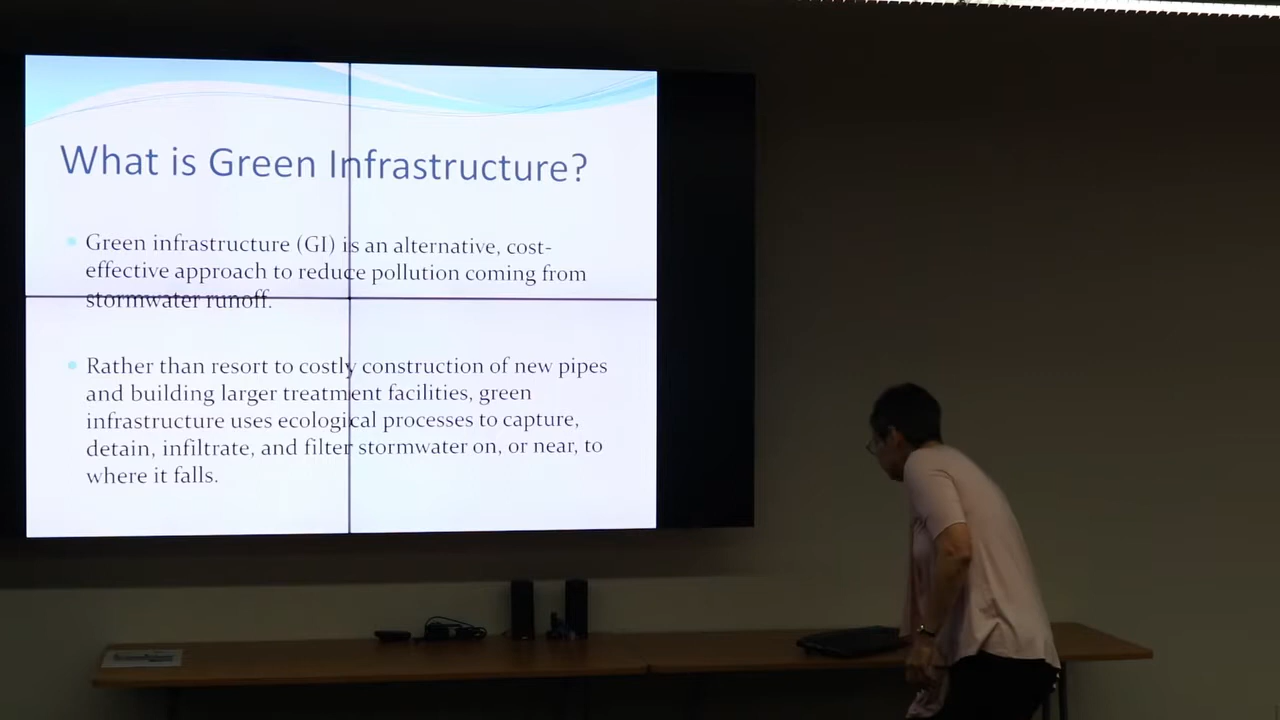 What is Green Infrastructure?
Green infrastructure (GI) is an alternative, cost-
effective approach to reduce pollution coming from
stormwater runoff.
Rather than resort to costly construction of new pipes
and building larger treatment facilities, green
infrastructure uses ecological processes to capture,
detain, infiltrate, and filter stormwater on, or near, to
where it falls.